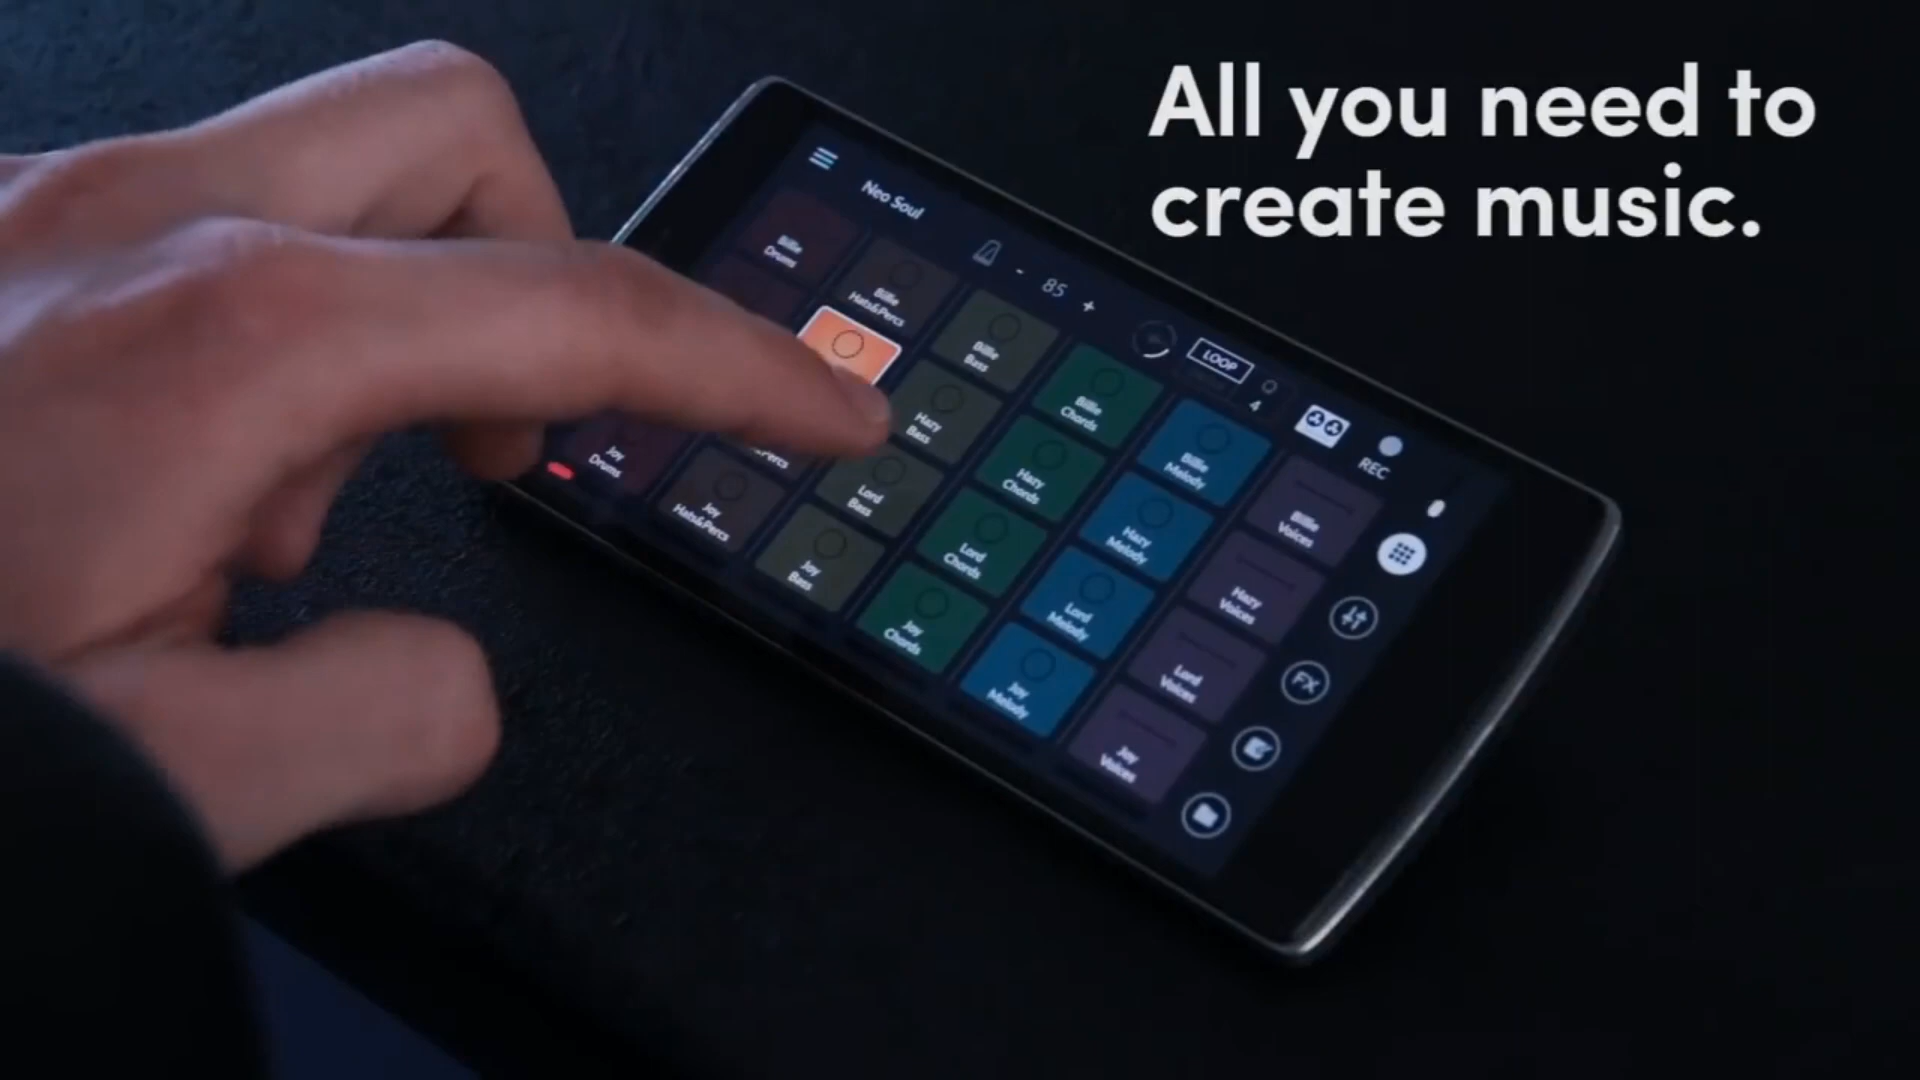 All you need to
create music.
Neo Soul
- 85 +
LOOP
4
REC
Billie
Drums
Billie
Hats&Percs
Billie
Bass
Billie
Chords
Billie
Melody
Billie
Voices
Hazy
Bass
Hazy
Chords
Hazy
Melody
Hazy
Voices
Lord
Bass
Lord
Chords
Lord
Melody
Lord
Voices
Joy
Drums
Joy
Hats&Percs
Joy
Bass
Joy
Chords
Joy
Melody
Joy
Voices
FX